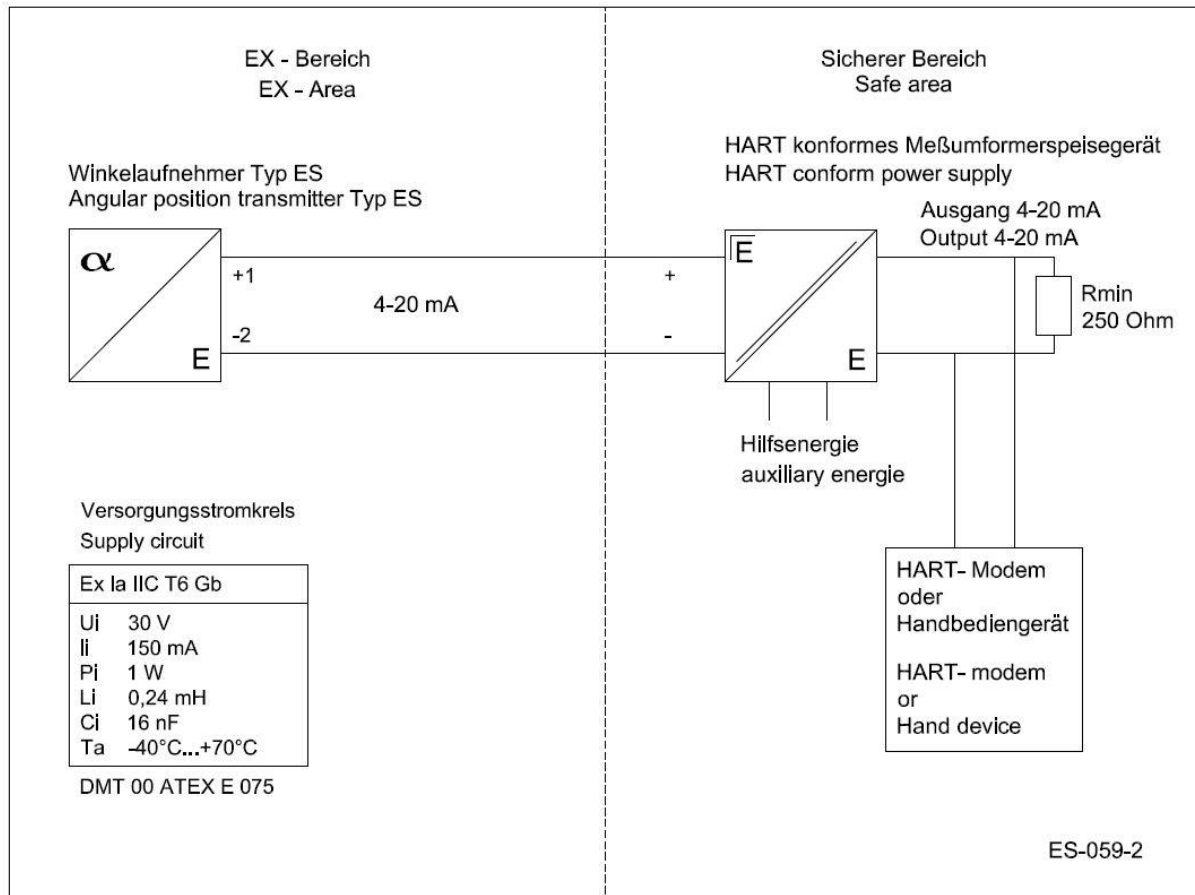 EX - Bereich
EX - Area
Sicherer Bereich
Safe area
Winkelaufnehmer Typ ES
Angular position transmitter Typ ES
HART konformes Meßumformerspeisegerät
HART conform power supply
Ausgang 4-20 mA
Output 4-20 mA
α
E
+1
-2
4-20 mA
+
-
E
E
Rmin
250 Ohm
Hilfsenergie
auxiliary energie
Versorgungsstromkreis
Supply circuit
Ex Ia IIC T6 Gb
Ui 30 V
Ii 150 mA
Pi 1 W
Li 0,24 mH
Ci 16 nF
Ta -40°C...+70°C
DMT 00 ATEX E 075
HART- Modem
oder
Handbediengerät
HART- modem
or
Hand device
ES-059-2